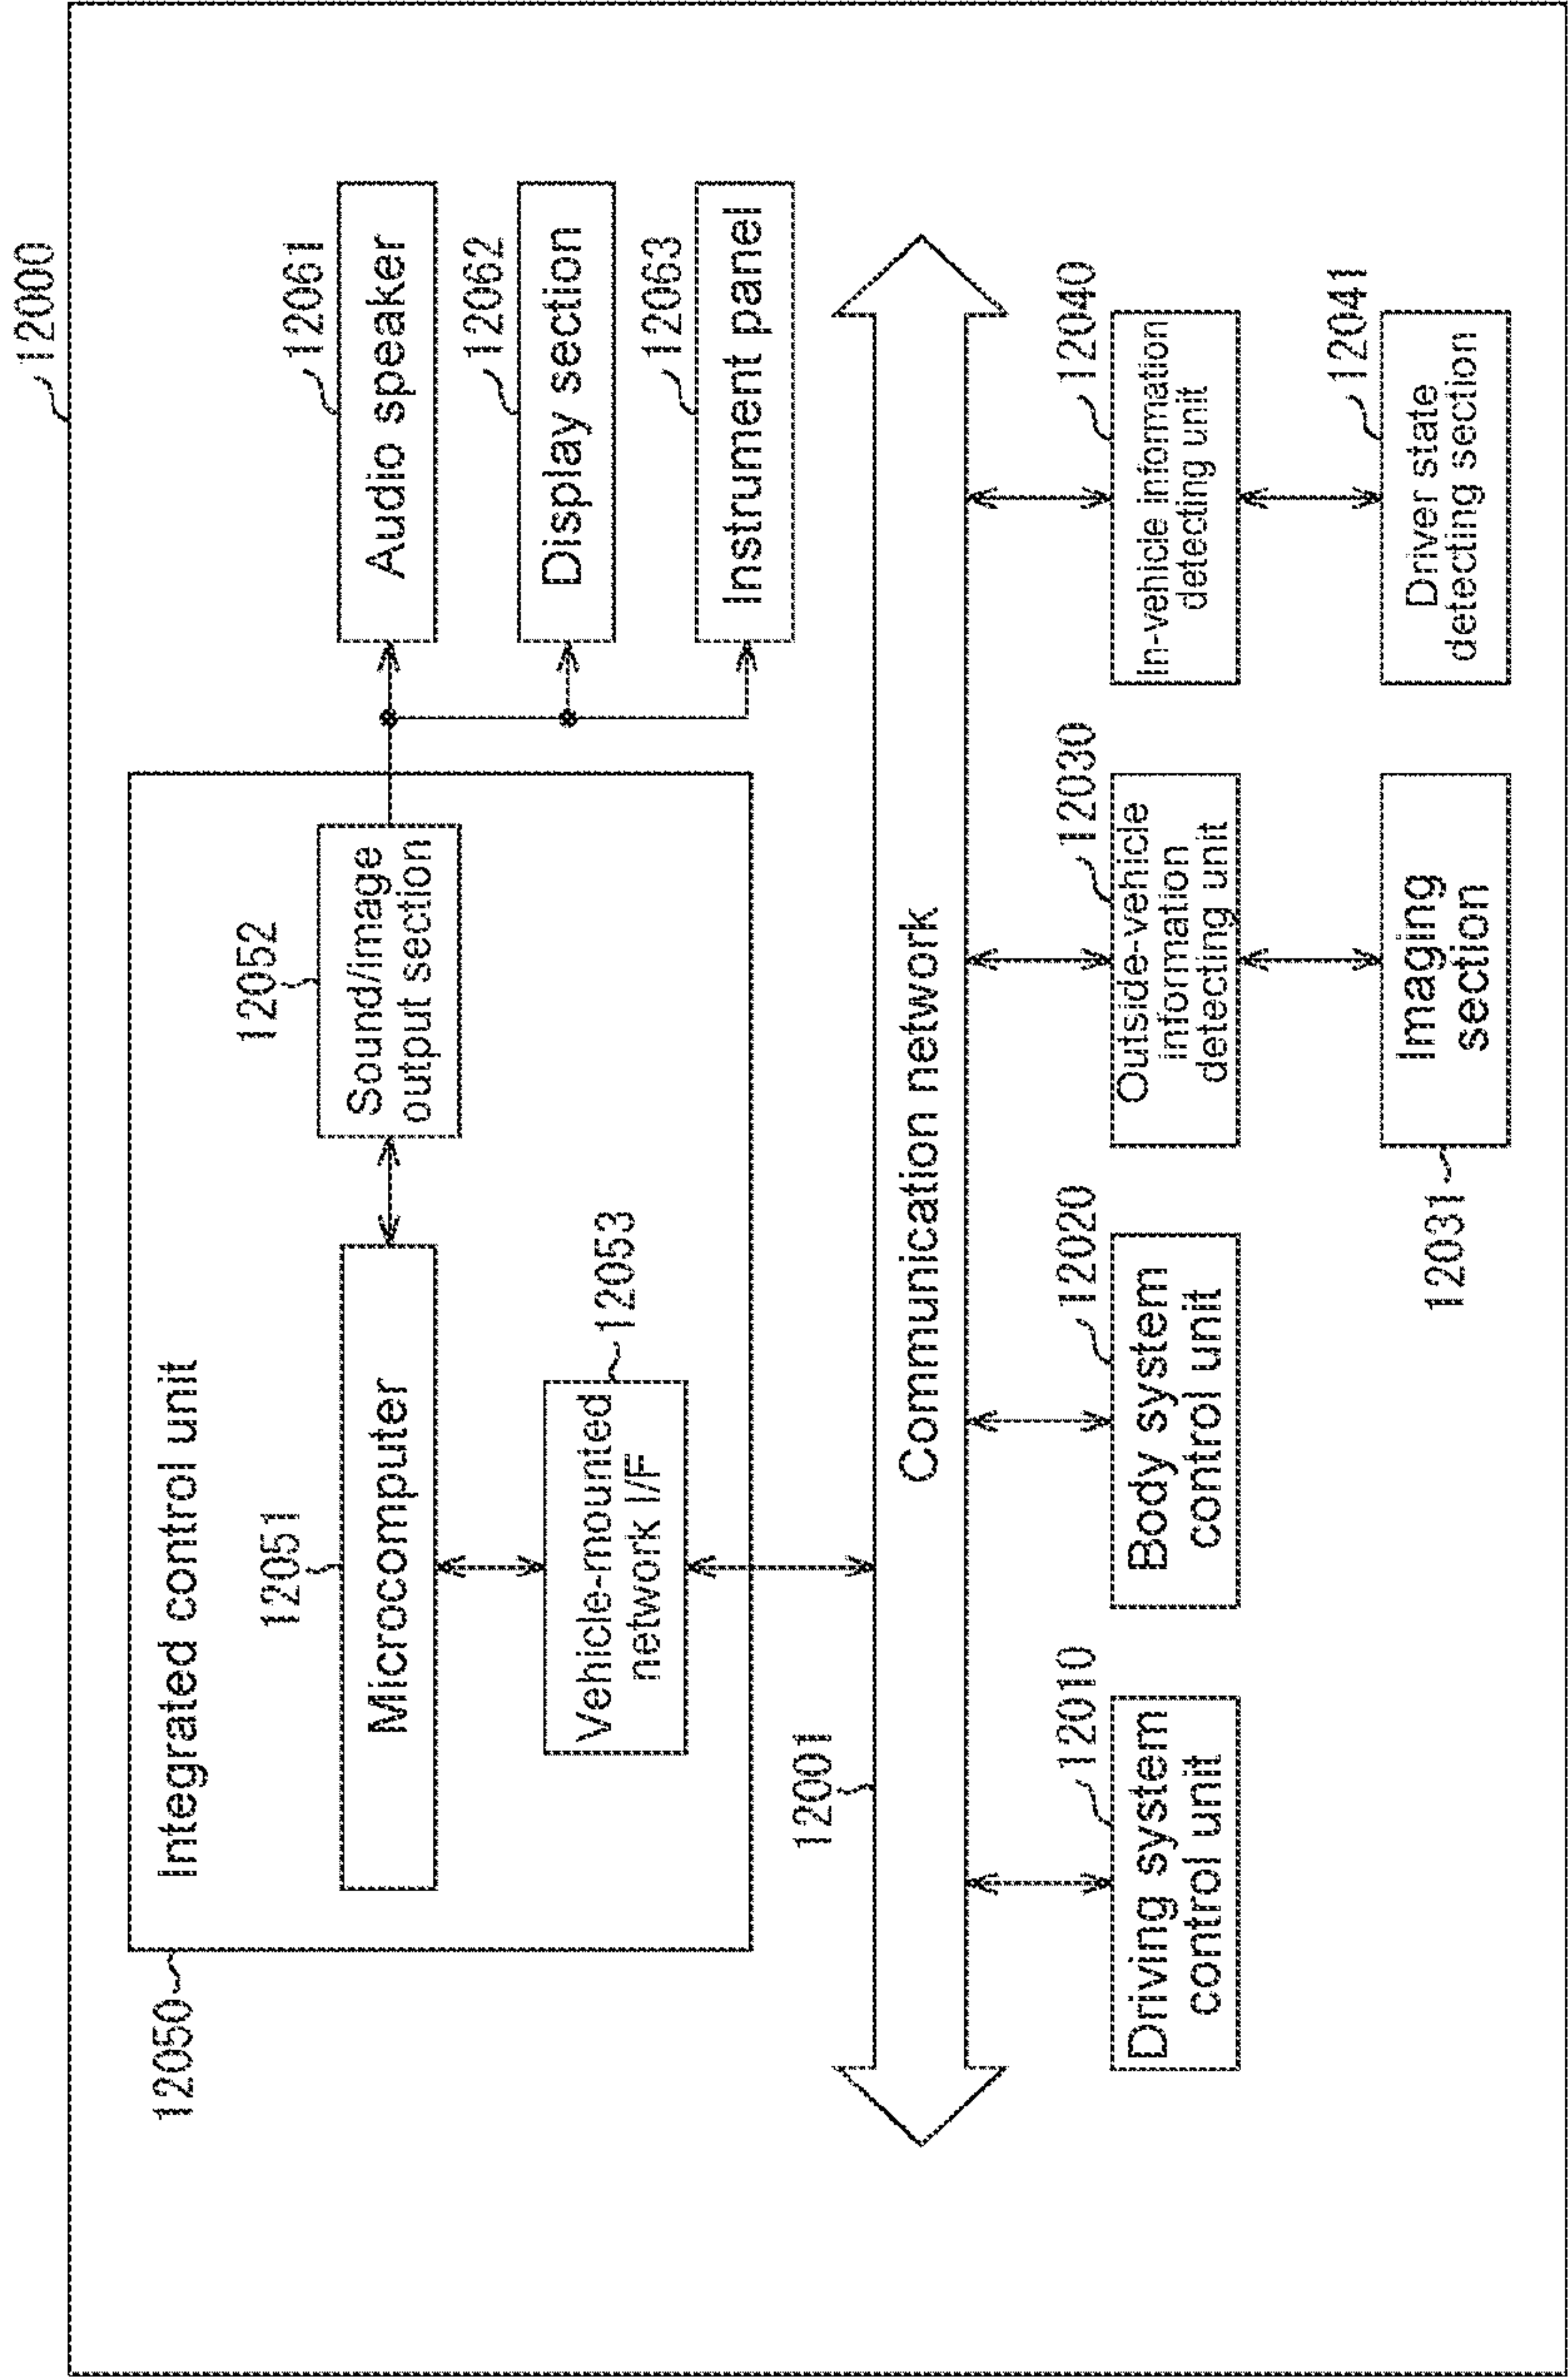 12000
12050
Integrated control unit
12051
Microcomputer
12052
Sound/image
output section
12053
Vehicle-mounted
network I/F
12061
Audio speaker
12062
Display section
12063
Instrument panel
12001
Communication network
12010
Driving system
control unit
12020
Body system
control unit
12030
Outside-vehicle
information
detecting unit
12040
In-vehicle information
detecting unit
12031
Imaging
section
12041
Driver state
detecting section